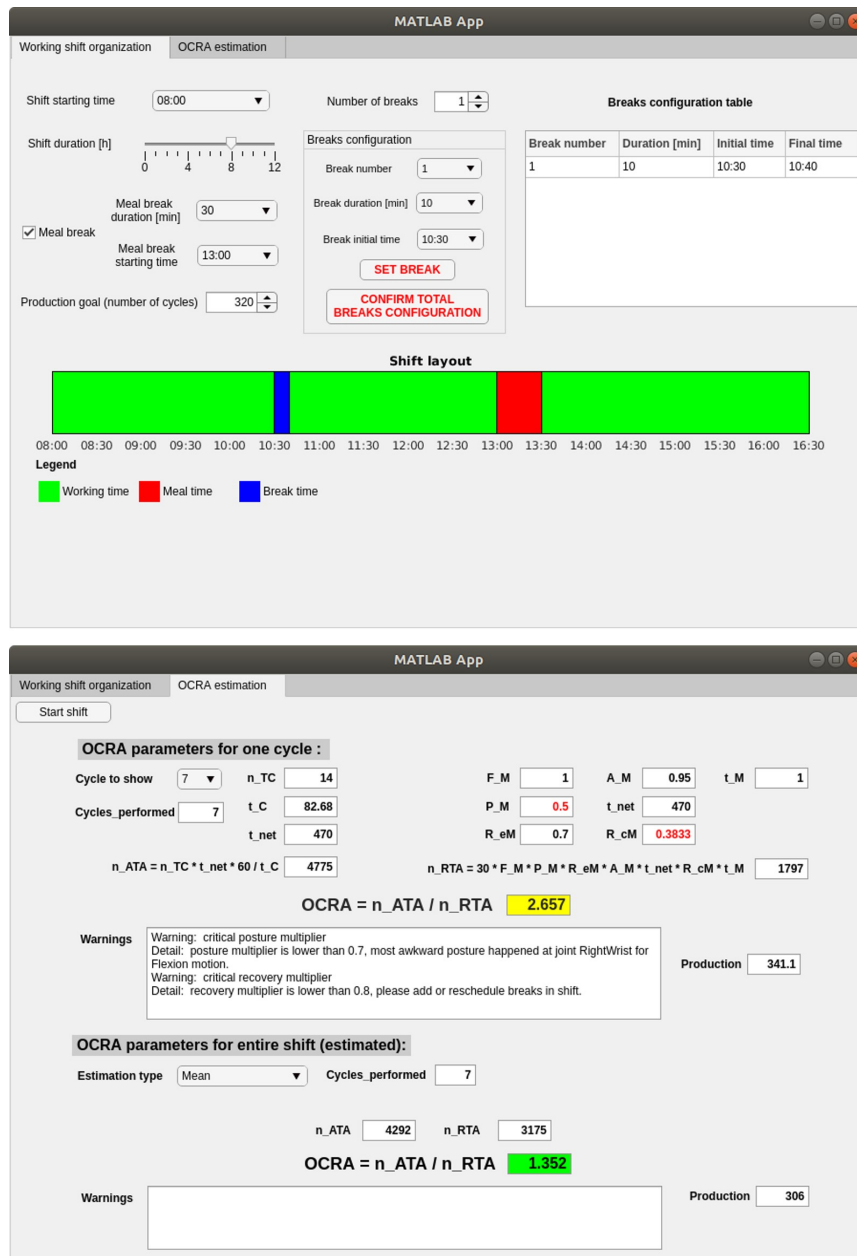 MATLAB App
Working shift organization OCRA estimation
Shift starting time 08:00 Number of breaks 1 Breaks configuration table
Shift duration [h] 0 4 8 12
Breaks configuration
Break number 1
Break duration [min] 10
Break initial time 10:30
SET BREAK
CONFIRM TOTAL
BREAKS CONFIGURATION
Break number Duration [min] Initial time Final time
1 10 10:30 10:40
Meal break
Meal break
duration [min] 30
Meal break
starting time 13:00
Production goal (number of cycles) 320
Shift layout
08:00 08:30 09:00 09:30 10:00 10:30 11:00 11:30 12:00 12:30 13:00 13:30 14:00 14:30 15:00 15:30 16:00 16:30
Legend
Working time Meal time Break time
MATLAB App
Working shift organization OCRA estimation
Start shift
OCRA parameters for one cycle :
Cycle to show 7 n_TC 14 F_M 1 A_M 0.95 t_M 1
Cycles_performed 7 t_C 82.68 P_M 0.5 t_net 470
t_net 470 R_eM 0.7 R_cM 0.3833
n_ATA = n_TC * t_net * 60 / t_C 4775 n_RTA = 30 * F_M * P_M * R_eM * A_M * t_net * R_cM * t_M 1797
OCRA = n_ATA / n_RTA 2.657
Warnings
Warning: critical posture multiplier
Detail: posture multiplier is lower than 0.7, most awkward posture happened at joint RightWrist for
Flexion motion.
Warning: critical recovery multiplier
Detail: recovery multiplier is lower than 0.8, please add or reschedule breaks in shift.
Production 341.1
OCRA parameters for entire shift (estimated):
Estimation type Mean Cycles_performed 7
n_ATA 4292 n_RTA 3175
OCRA = n_ATA / n_RTA 1.352
Warnings Production 306